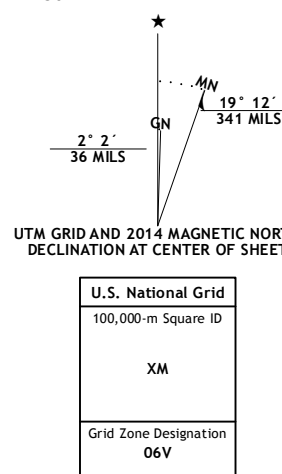 ★
MN
GN
19° 12´
341 MILS
2° 2´
36 MILS
UTM GRID AND 2014 MAGNETIC NORT
DECLINATION AT CENTER OF SHEET
U.S. National Grid
100,000-m Square ID
XM
Grid Zone Designation
06V